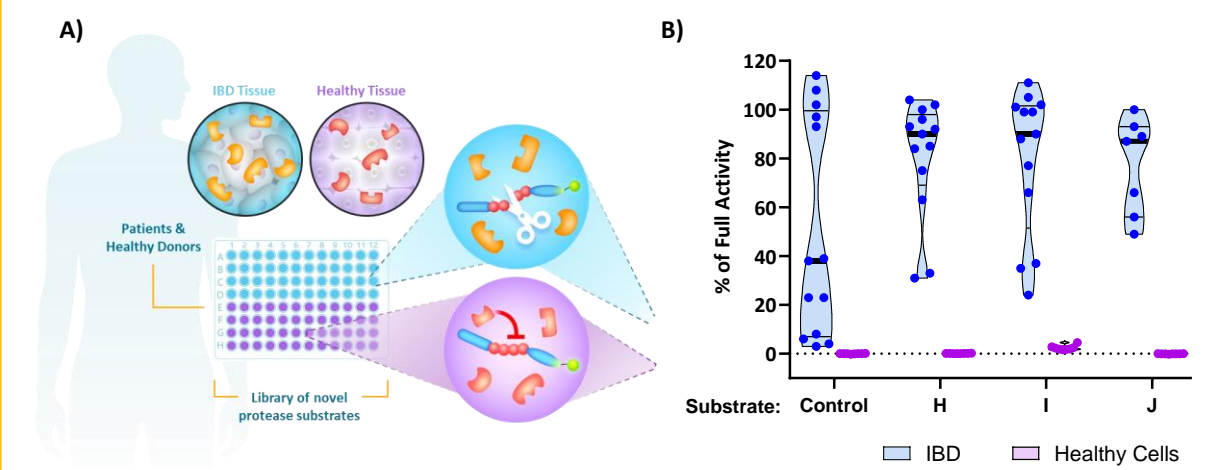 A)
IBD Tissue
Healthy Tissue
Patients &
Healthy Donors
1 2 3 4 5 6 7 8 9 10 11 12
A
B
C
D
E
F
G
H
Library of novel
protease substrates
B)
% of Full Activity
120
100
80
60
40
20
0
Substrate: Control H I J
IBD Healthy Cells